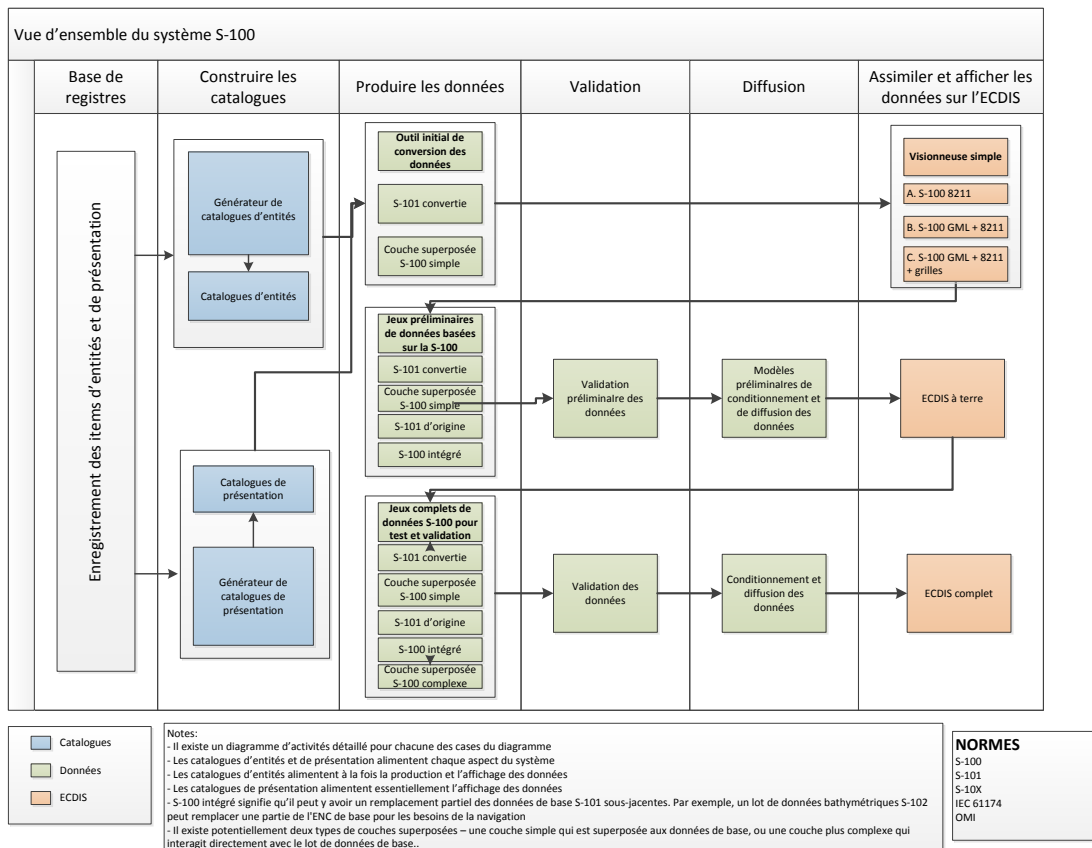 Vue d'ensemble du système S-100
Base de
registres
Construire les
catalogues
Produire les données
Validation
Diffusion
Assimiler et afficher les
données sur l'ECDIS
Enregistrement des items d'entités et de présentation
Générateur de
catalogues d'entités
Catalogues d'entités
Catalogues de
présentation
Générateur de
catalogues de
présentation
Outil initial de
conversion des
données
S-101 convertie
Couche superposée
S-100 simple
Visionneuse simple
A. S-100 8211
B. S-100 GML + 8211
C. S-100 GML + 8211
+ grilles
Jeux préliminaires
de données basées
sur la S-100
S-101 convertie
Couche superposée
S-100 simple
S-101 d'origine
S-100 intégré
Validation
préliminaire des
données
Modèles
préliminaires de
conditionnement et
de diffusion des
données
ECDIS à terre
Jeux complets de
données S-100 pour
test et validation
S-101 convertie
Couche superposée
S-100 simple
S-101 d'origine
S-100 intégré
Couche superposée
S-100 complexe
Validation des
données
Conditionnement et
diffusion des
données
ECDIS complet
Catalogues
Données
ECDIS
Notes:
- Il existe un diagramme d'activités détaillé pour chacune des cases du diagramme
- Les catalogues d'entités et de présentation alimentent chaque aspect du système
- Les catalogues d'entités alimentent à la fois la production et l'affichage des données
- Les catalogues de présentation alimentent essentiellement l'affichage des données
- S-100 intégré signifie qu'il peut y avoir un remplacement partiel des données de base S-101 sous-jacentes. Par exemple, un lot de données bathymétriques S-102
peut remplacer une partie de l'ENC de base pour les besoins de la navigation
- Il existe potentiellement deux types de couches superposées – une couche simple qui est superposée aux données de base, ou une couche plus complexe qui
interagit directement avec le lot de données de base..
NORMES
S-100
S-101
S-10X
IEC 61174
OMI